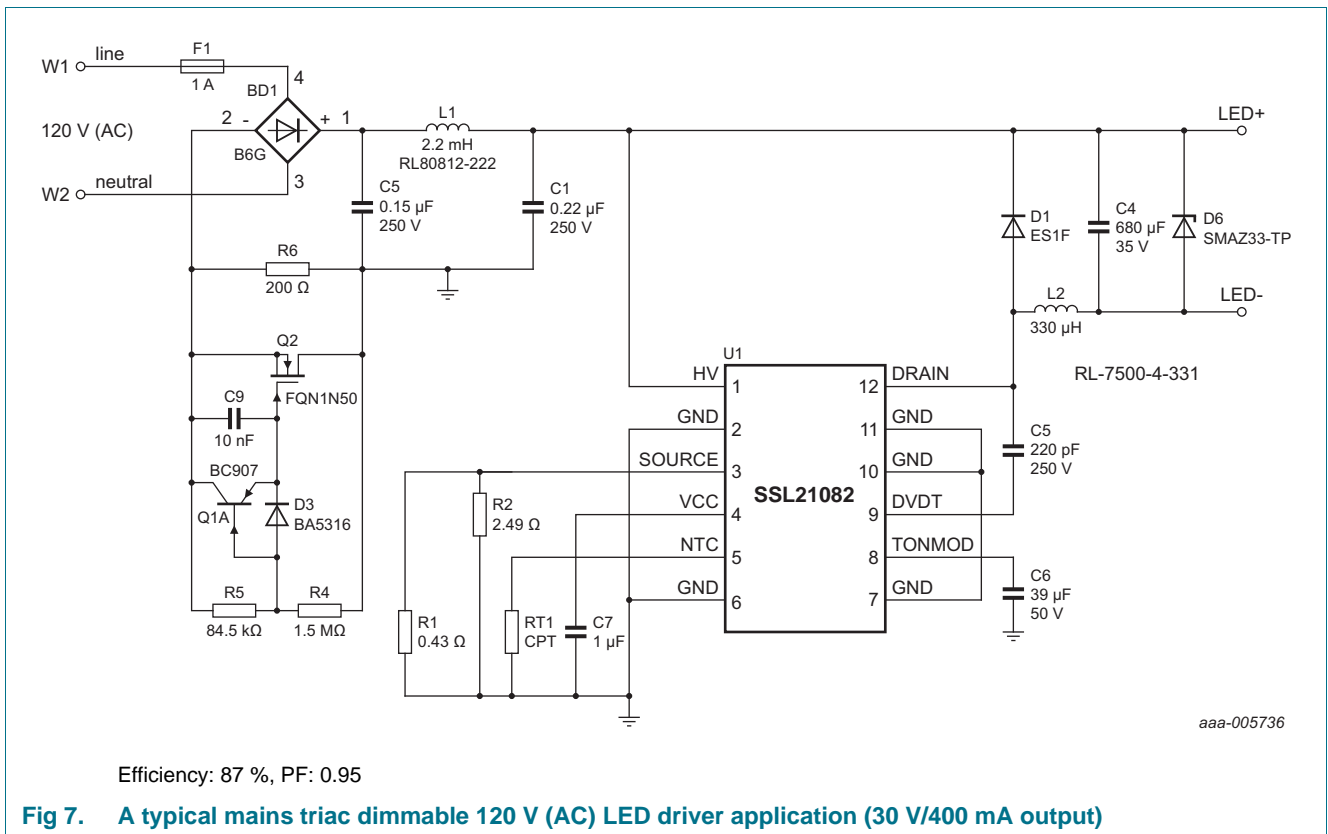 W1
line
F1
1 A
4
BD1
2
-
+
1
120 V (AC)
B6G
W2
neutral
3
L1
2.2 mH
RL80812-222
C5
0.15 µF
250 V
C1
0.22 µF
250 V
R6
200 Ω
Q2
FQN1N50
C9
10 nF
BC907
Q1A
D3
BA5316
R5
84.5 kΩ
R4
1.5 MΩ
LED+
D1
ES1F
C4
680 µF
35 V
D6
SMAZ33-TP
L2
330 µH
LED-
RL-7500-4-331
U1
HV
1
GND
2
SOURCE
3
VCC
4
NTC
5
GND
6
SSL21082
12
DRAIN
11
GND
10
GND
9
DVDT
8
TONMOD
7
GND
C5
220 pF
250 V
C6
39 µF
50 V
R2
2.49 Ω
R1
0.43 Ω
RT1
CPT
C7
1 µF
aaa-005736
Efficiency: 87 %, PF: 0.95
Fig 7. A typical mains triac dimmable 120 V (AC) LED driver application (30 V/400 mA output)